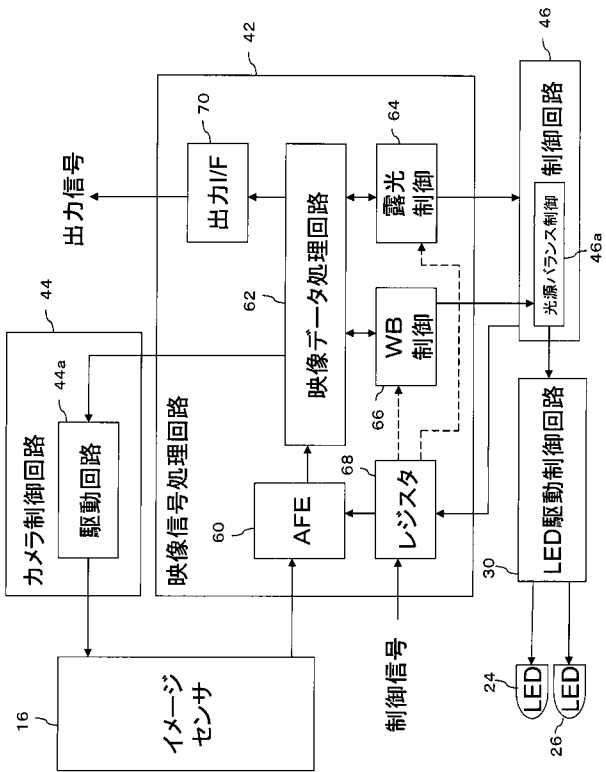 16
イメージ
センサ
44
カメラ制御回路
44a
駆動回路
42
映像信号処理回路
60
AFE
62
映像データ処理回路
70
出力I/F
出力信号
68
レジスタ
66
WB
制御
64
露光
制御
制御信号
46
制御回路
光源バランス制御
46a
30
LED駆動制御回路
24
LED
26
LED